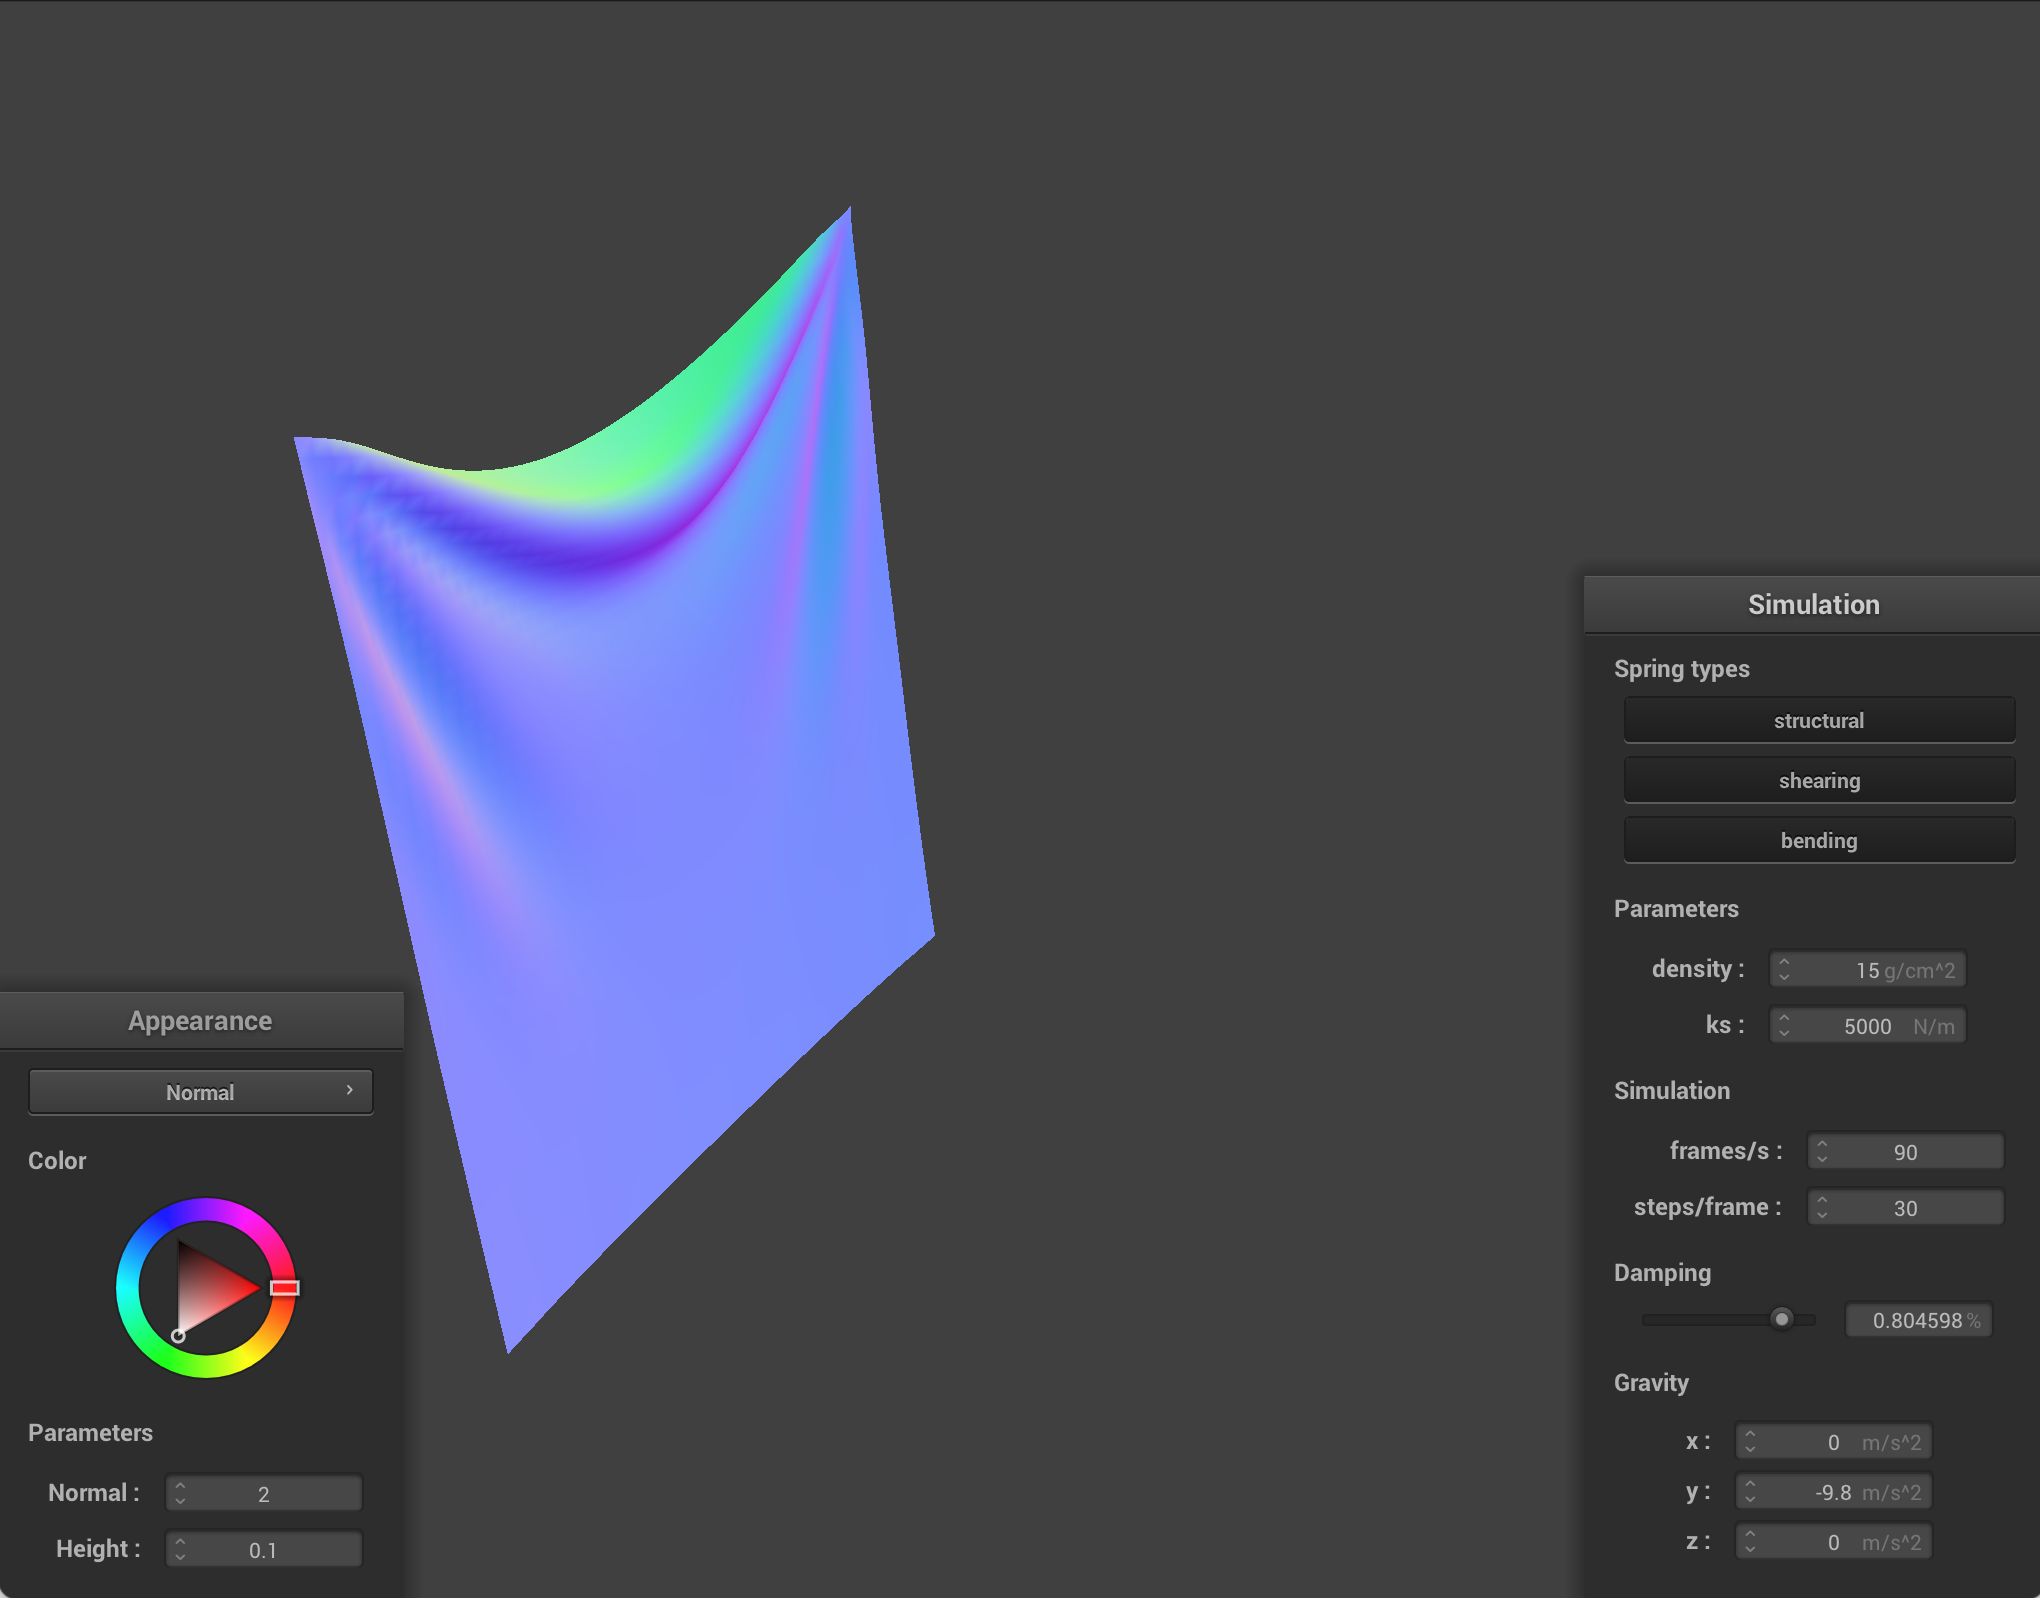 Simulation
Spring types
structural
shearing
bending
Parameters
density : 15 g/cm^2
ks : 5000 N/m
Simulation
frames/s : 90
steps/frame : 30
Damping
0.804598 %
Gravity
x : 0 m/s^2
y : -9.8 m/s^2
z : 0 m/s^2
Appearance
Normal
Color
Parameters
Normal : 2
Height : 0.1